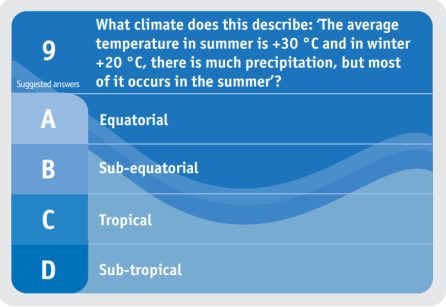 9
Suggested answers
What climate does this describe: 'The average
temperature in summer is +30 °C and in winter
+20 °C, there is much precipitation, but most
of it occurs in the summer'?
A Equatorial
B Sub-equatorial
C Tropical
D Sub-tropical